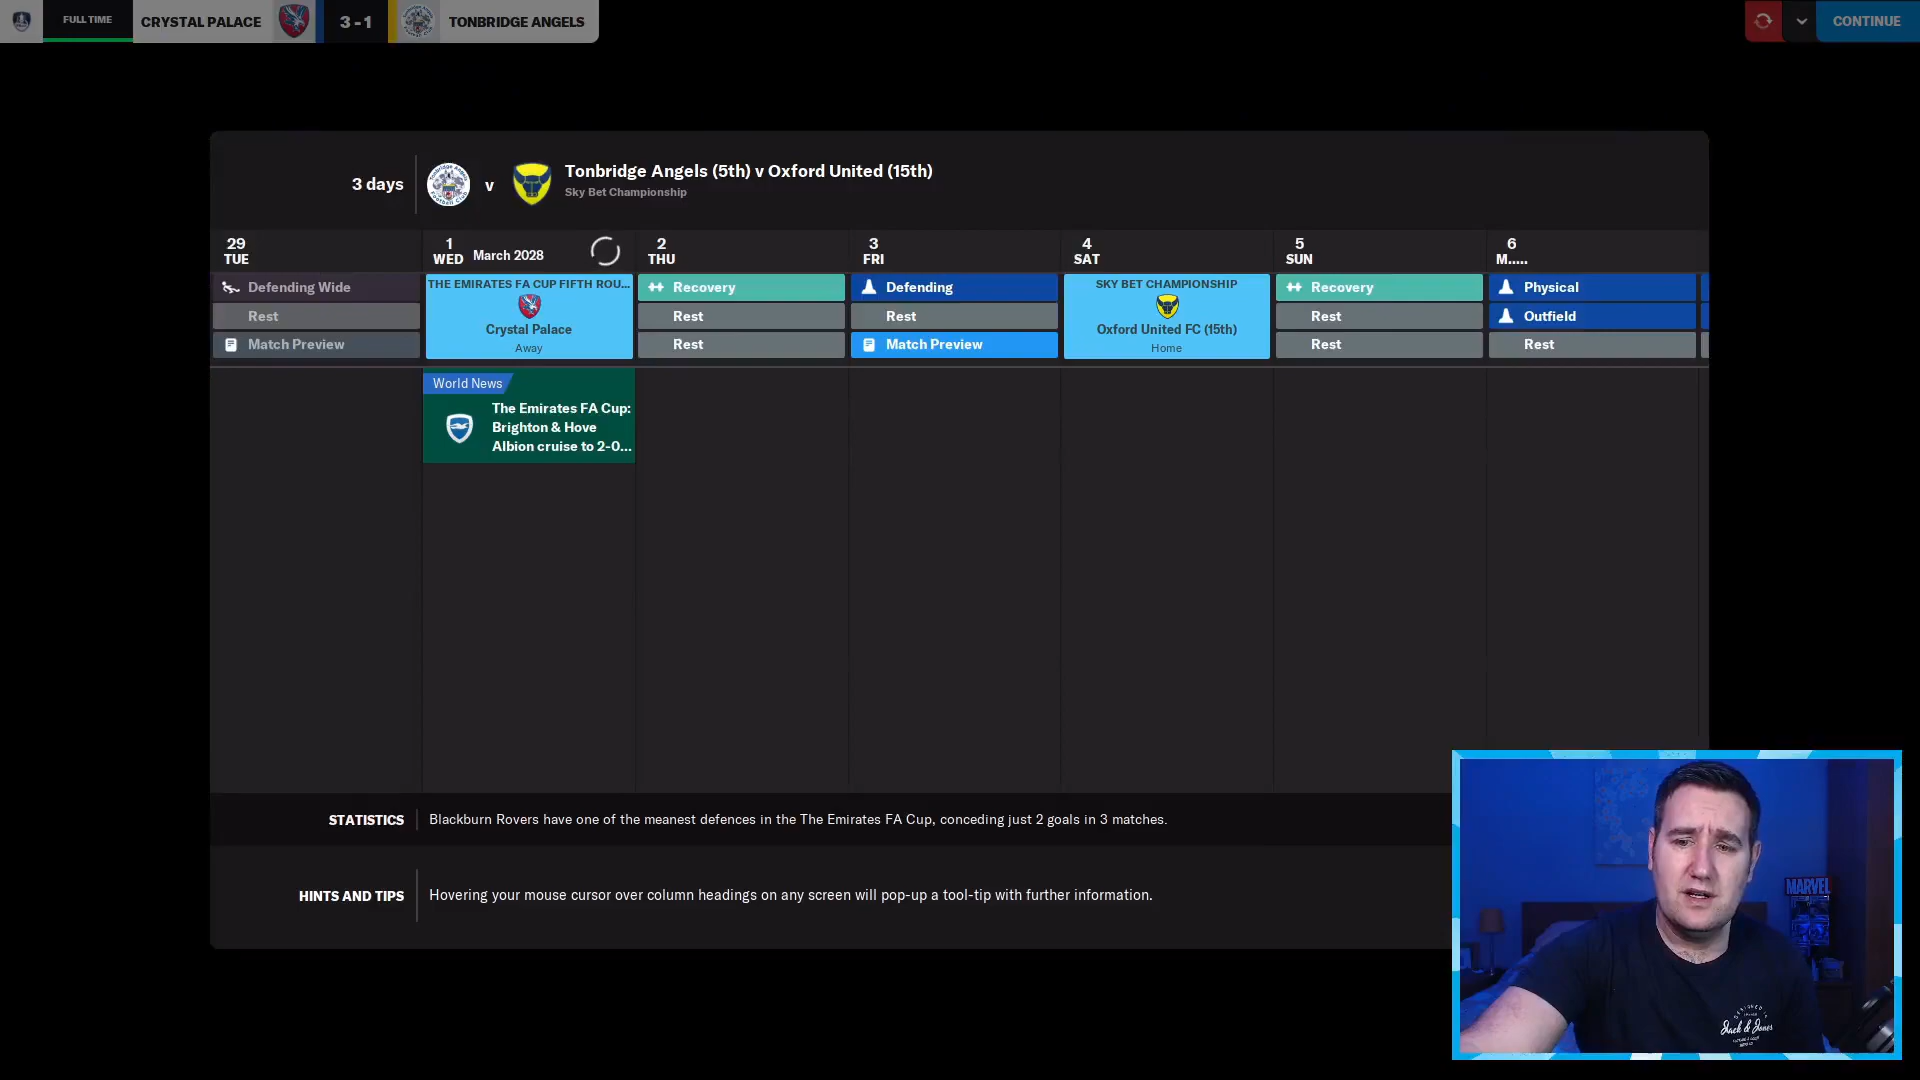 FULL TIME
CRYSTAL PALACE
3 - 1
TONBRIDGE ANGELS
CONTINUE
3 days
v
Tonbridge Angels (5th) v Oxford United (15th)
Sky Bet Championship
29
TUE
1
WED
March 2028
2
THU
3
FRI
4
SAT
5
SUN
6
M.....
Defending Wide
Rest
Match Preview
THE EMIRATES FA CUP FIFTH ROU...
Crystal Palace
Away
Recovery
Rest
Rest
Defending
Rest
Match Preview
SKY BET CHAMPIONSHIP
Oxford United FC (15th)
Home
Recovery
Rest
Rest
Physical
Outfield
Rest
World News
The Emirates FA Cup:
Brighton & Hove
Albion cruise to 2-0...
STATISTICS
Blackburn Rovers have one of the meanest defences in the The Emirates FA Cup, conceding just 2 goals in 3 matches.
HINTS AND TIPS
Hovering your mouse cursor over column headings on any screen will pop-up a tool-tip with further information.
MARVEL
Jack & Jones